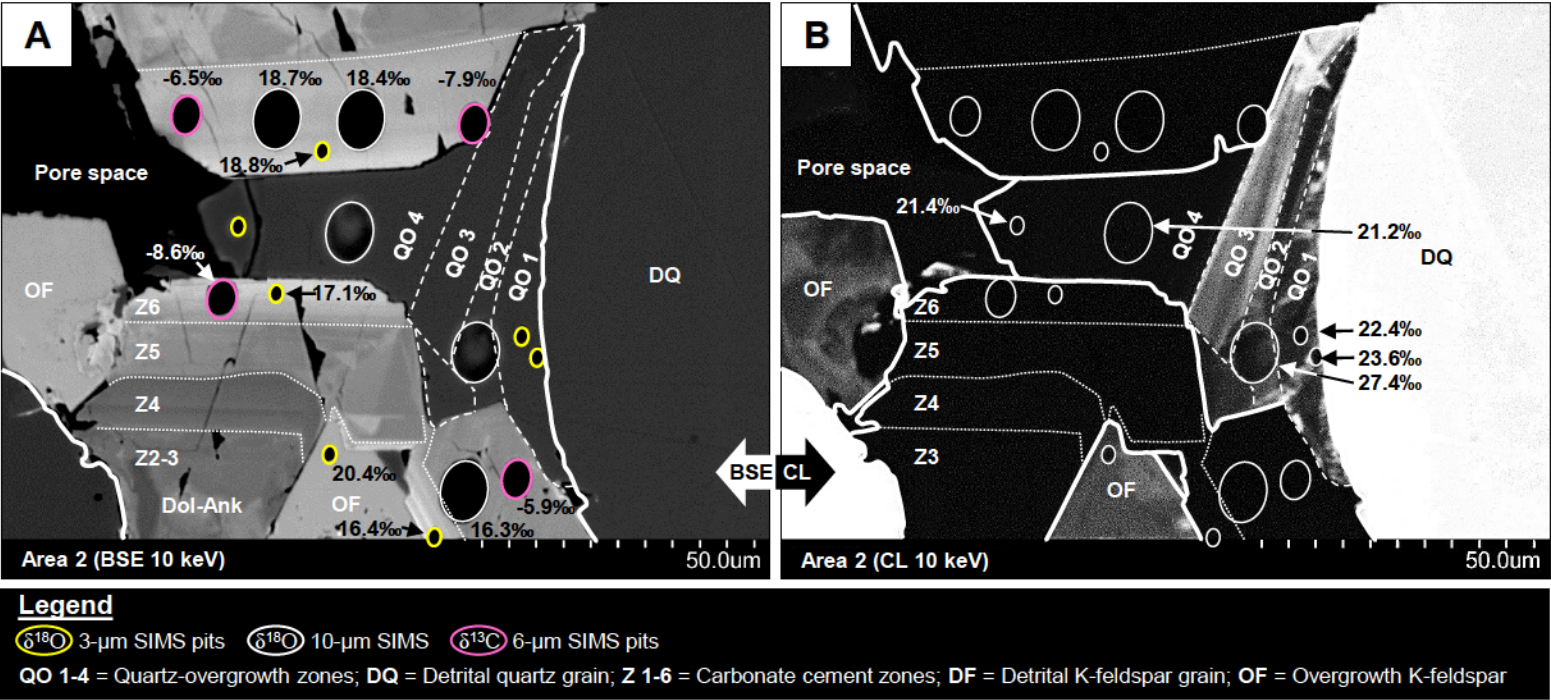 A
-6.5‰ 18.7‰ 18.4‰ -7.9‰
18.8‰
Pore space
QO 4
QO 3
QO 2
QO 1
-8.6‰
DQ
OF
17.1‰
Z6
Z5
Z4
Z2-3
20.4‰
Dol-Ank
OF
-5.9‰
16.4‰ 16.3‰
BSE
Area 2 (BSE 10 keV)
50.0um
B
Pore space
21.4‰
QO 4
QO 3
QO 2
QO 1
21.2‰
DQ
OF
Z6
22.4‰
Z5
23.6‰
27.4‰
Z4
Z3
CL
OF
Area 2 (CL 10 keV)
50.0um
Legend
δ¹⁸O 3-µm SIMS pits δ¹⁸O 10-µm SIMS δ¹³C 6-µm SIMS pits
QO 1-4 = Quartz-overgrowth zones; DQ = Detrital quartz grain; Z 1-6 = Carbonate cement zones; DF = Detrital K-feldspar grain; OF = Overgrowth K-feldspar